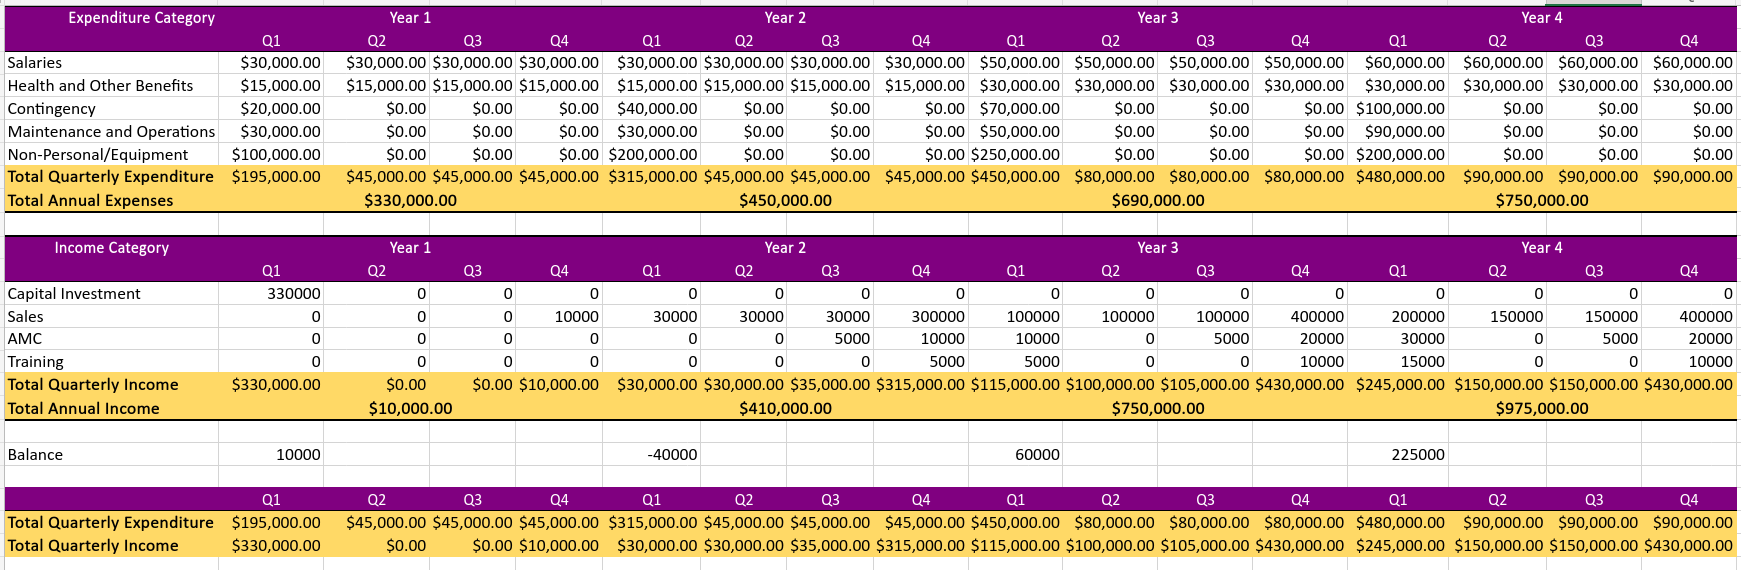 Expenditure Category Year 1 Year 2 Year 3 Year 4
Q1 Q2 Q3 Q4 Q1 Q2 Q3 Q4 Q1 Q2 Q3 Q4 Q1 Q2 Q3 Q4
Salaries $30,000.00 $30,000.00 $30,000.00 $30,000.00 $30,000.00 $30,000.00 $30,000.00 $30,000.00 $50,000.00 $50,000.00 $50,000.00 $50,000.00 $60,000.00 $60,000.00 $60,000.00 $60,000.00
Health and Other Benefits $15,000.00 $15,000.00 $15,000.00 $15,000.00 $15,000.00 $15,000.00 $15,000.00 $15,000.00 $30,000.00 $30,000.00 $30,000.00 $30,000.00 $30,000.00 $30,000.00 $30,000.00 $30,000.00
Contingency $20,000.00 $0.00 $0.00 $0.00 $40,000.00 $0.00 $0.00 $0.00 $70,000.00 $0.00 $0.00 $0.00 $100,000.00 $0.00 $0.00 $0.00
Maintenance and Operations $30,000.00 $0.00 $0.00 $0.00 $30,000.00 $0.00 $0.00 $0.00 $50,000.00 $0.00 $0.00 $0.00 $90,000.00 $0.00 $0.00 $0.00
Non-Personal/Equipment $100,000.00 $0.00 $0.00 $0.00 $200,000.00 $0.00 $0.00 $0.00 $250,000.00 $0.00 $0.00 $0.00 $200,000.00 $0.00 $0.00 $0.00
Total Quarterly Expenditure $195,000.00 $45,000.00 $45,000.00 $45,000.00 $315,000.00 $45,000.00 $45,000.00 $45,000.00 $450,000.00 $80,000.00 $80,000.00 $80,000.00 $480,000.00 $90,000.00 $90,000.00 $90,000.00
Total Annual Expenses $330,000.00 $450,000.00 $690,000.00 $750,000.00
Income Category Year 1 Year 2 Year 3 Year 4
Q1 Q2 Q3 Q4 Q1 Q2 Q3 Q4 Q1 Q2 Q3 Q4 Q1 Q2 Q3 Q4
Capital Investment 330000 0 0 0 0 0 0 0 0 0 0 0 0 0 0 0
Sales 0 0 0 10000 30000 30000 30000 300000 100000 100000 100000 400000 200000 150000 150000 400000
AMC 0 0 0 0 0 0 5000 10000 10000 0 5000 20000 30000 0 5000 20000
Training 0 0 0 0 0 0 0 5000 5000 0 0 10000 15000 0 0 10000
Total Quarterly Income $330,000.00 $0.00 $0.00 $10,000.00 $30,000.00 $30,000.00 $35,000.00 $315,000.00 $115,000.00 $100,000.00 $105,000.00 $430,000.00 $245,000.00 $150,000.00 $150,000.00 $430,000.00
Total Annual Income $10,000.00 $410,000.00 $750,000.00 $975,000.00
Balance 10000 -40000 60000 225000
Q1 Q2 Q3 Q4 Q1 Q2 Q3 Q4 Q1 Q2 Q3 Q4 Q1 Q2 Q3 Q4
Total Quarterly Expenditure $195,000.00 $45,000.00 $45,000.00 $45,000.00 $315,000.00 $45,000.00 $45,000.00 $45,000.00 $450,000.00 $80,000.00 $80,000.00 $80,000.00 $480,000.00 $90,000.00 $90,000.00 $90,000.00
Total Quarterly Income $330,000.00 $0.00 $0.00 $10,000.00 $30,000.00 $30,000.00 $35,000.00 $315,000.00 $115,000.00 $100,000.00 $105,000.00 $430,000.00 $245,000.00 $150,000.00 $150,000.00 $430,000.00